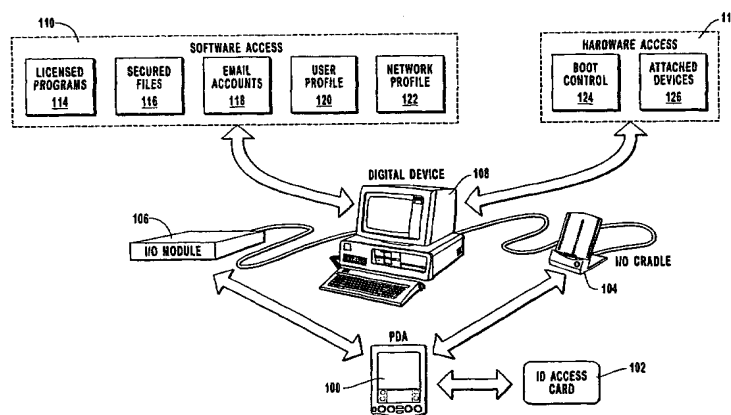 110
SOFTWARE ACCESS
LICENSED
PROGRAMS
114
SECURED
FILES
116
EMAIL
ACCOUNTS
118
USER
PROFILE
120
NETWORK
PROFILE
122
11
HARDWARE ACCESS
BOOT
CONTROL
124
ATTACHED
DEVICES
126
DIGITAL DEVICE
108
106
I/O MODULE
I/O CRADLE
104
PDA
100
ID ACCESS
CARD
102